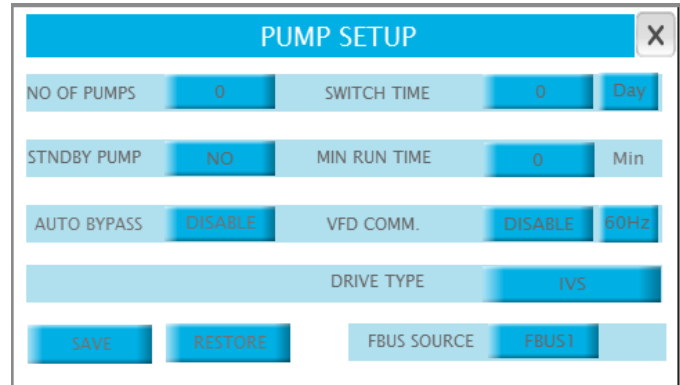 PUMP SETUP X
NO OF PUMPS 0 SWITCH TIME 0 Day
STNDBY PUMP NO MIN RUN TIME 0 Min
AUTO BYPASS DISABLE VFD COMM. DISABLE 60Hz
DRIVE TYPE IVS
SAVE RESTORE FBUS SOURCE FBUS1